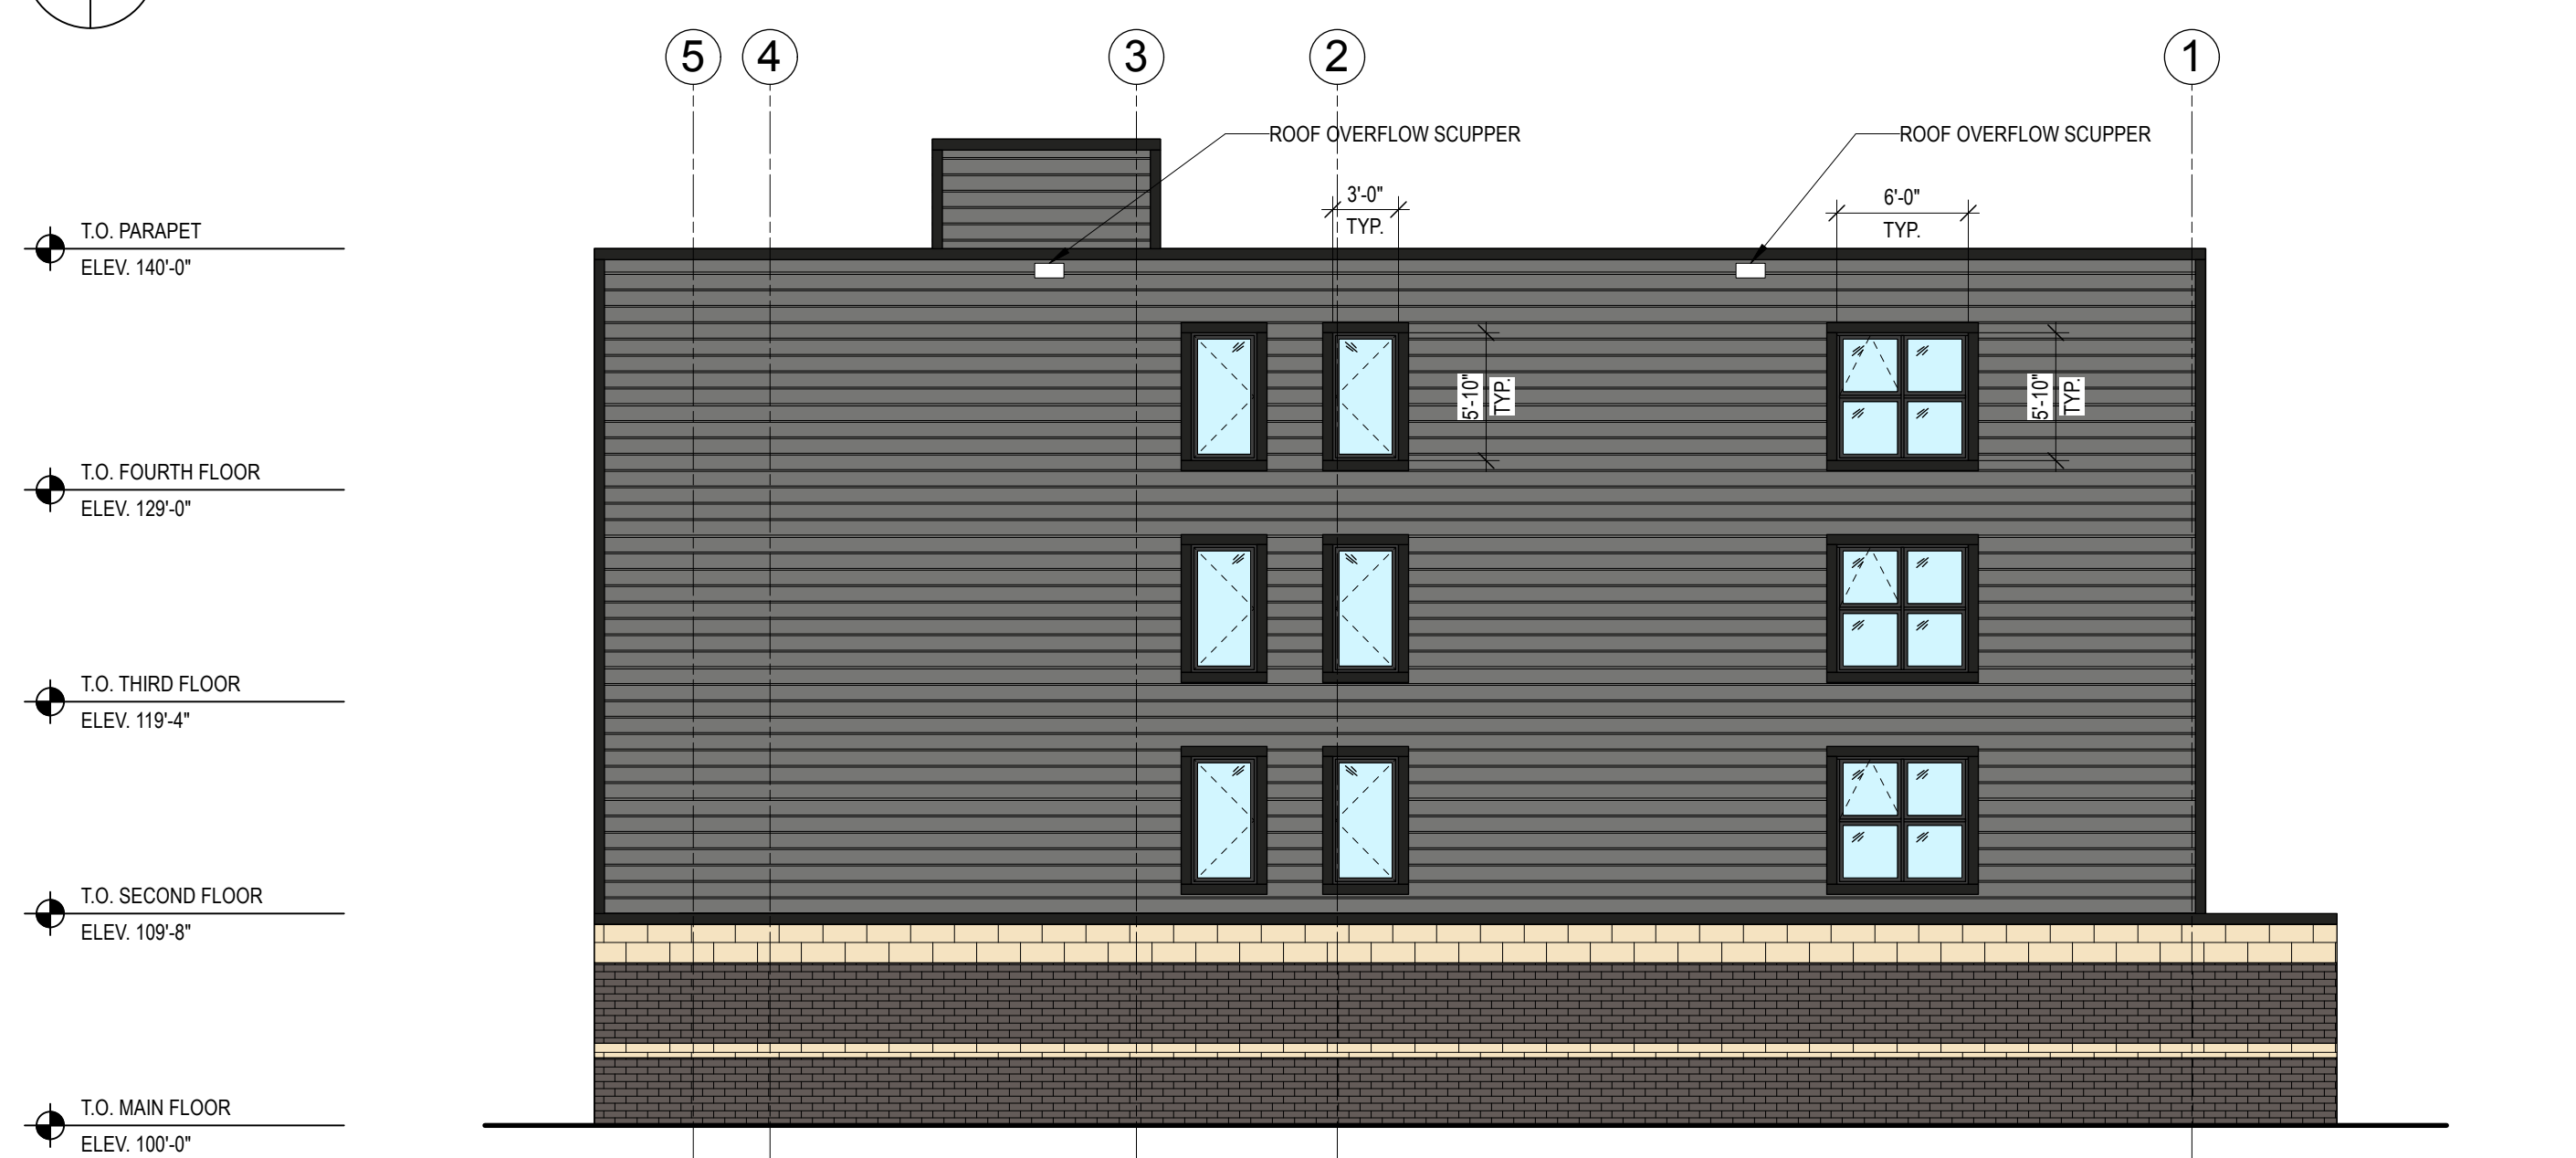 5 4 3 2 1
ROOF OVERFLOW SCUPPER
ROOF OVERFLOW SCUPPER
3'-0"
TYP.
6'-0"
TYP.
T.O. PARAPET
ELEV. 140'-0"
5'-10"
TYP.
5'-10"
TYP.
T.O. FOURTH FLOOR
ELEV. 129'-0"
T.O. THIRD FLOOR
ELEV. 119'-4"
T.O. SECOND FLOOR
ELEV. 109'-8"
T.O. MAIN FLOOR
ELEV. 100'-0"